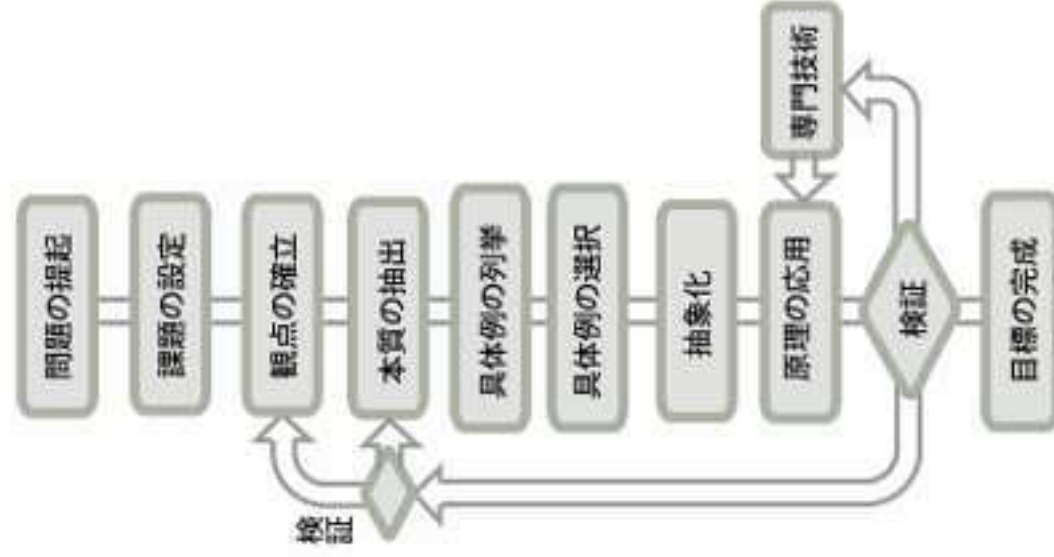 問題の提起
課題の設定
観点の確立
本質の抽出
具体例の列挙
具体例の選択
抽象化
原理の応用
専門技術
検証
目標の完成
検
証